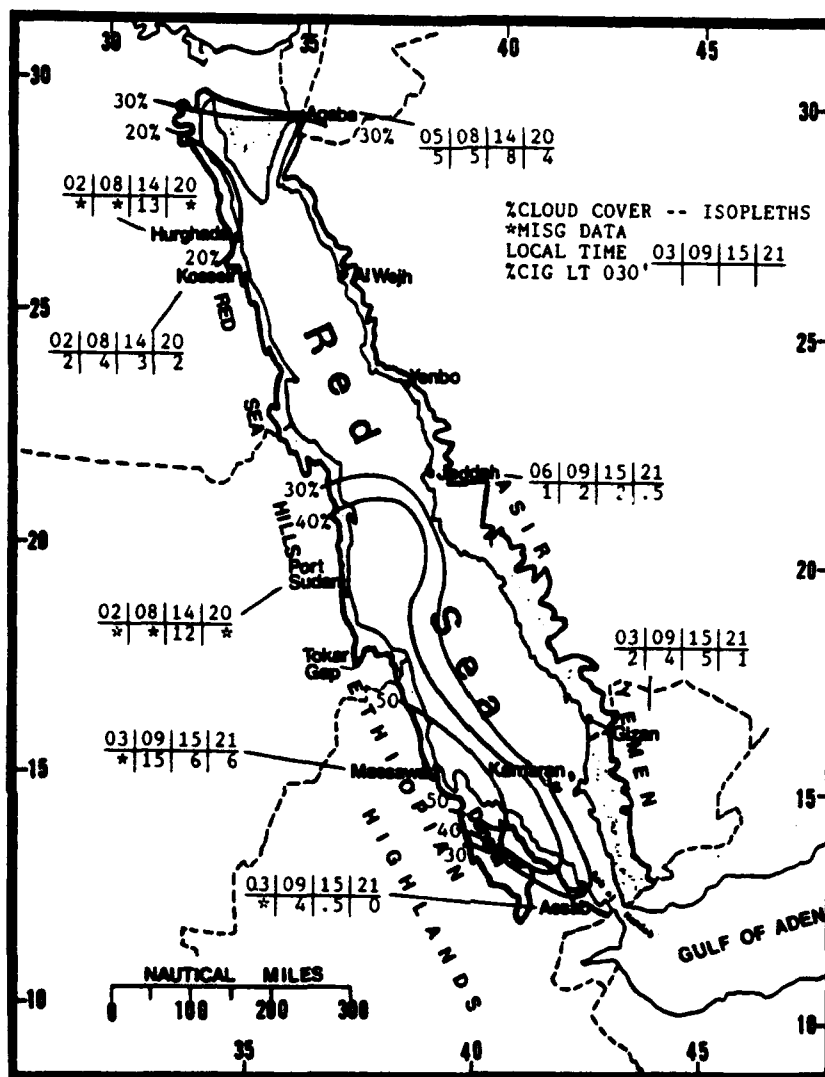 30 35 40 45
30
30%
20%
Aqaba
30%
05 08 14 20
5 5 8 4
30
02 08 14 20
* * 13 *
Hurghada
20%
Kosseir
%CLOUD COVER -- ISOPLETHS
*MISG DATA
LOCAL TIME 03 09 15 21
%CIG LT 030'
Al Wejh
25
25
02 08 14 20
2 4 3 2
RED
SEA
HILLS
Red
Sea
Yenbo
Jeddah
06 09 15 21
1 2 2 .5
ASIR
30%
40%
20
20
Port
Sudan
02 08 14 20
* * 12 *
Tokar
Gap
03 09 15 21
2 4 5 1
YEMEN
Gizan
50
03 09 15 21
* 15 6 6
Massawa
Kamaran
15
15
ETHIOPIAN
HIGHLANDS
50
40
30
03 09 15 21
* 4 .5 0
Assab
GULF OF ADEN
NAUTICAL MILES
0 100 200 300
10
10
35 40 45